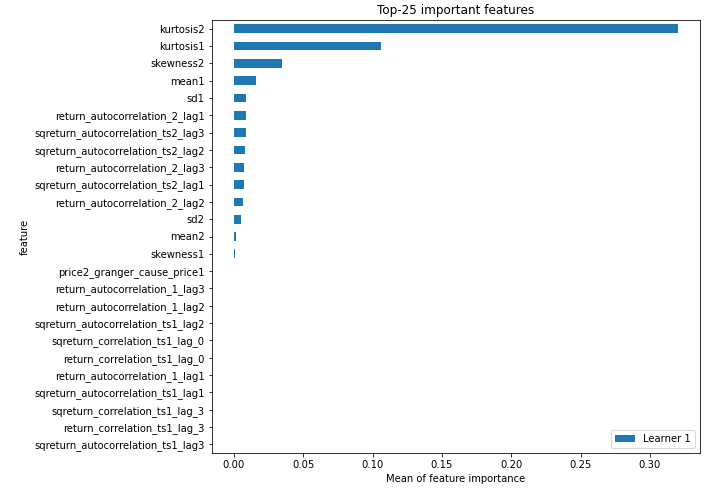 Top-25 important features
kurtosis2
kurtosis1
skewness2
mean1
sd1
return_autocorrelation_2_lag1
sqreturn_autocorrelation_ts2_lag3
sqreturn_autocorrelation_ts2_lag2
return_autocorrelation_2_lag3
sqreturn_autocorrelation_ts2_lag1
return_autocorrelation_2_lag2
sd2
mean2
skewness1
price2_granger_cause_price1
return_autocorrelation_1_lag3
return_autocorrelation_1_lag2
sqreturn_autocorrelation_ts1_lag2
sqreturn_correlation_ts1_lag_0
return_correlation_ts1_lag_0
return_autocorrelation_1_lag1
sqreturn_autocorrelation_ts1_lag1
sqreturn_correlation_ts1_lag_3
return_correlation_ts1_lag_3
sqreturn_autocorrelation_ts1_lag3
feature
Learner 1
0.00 0.05 0.10 0.15 0.20 0.25 0.30
Mean of feature importance